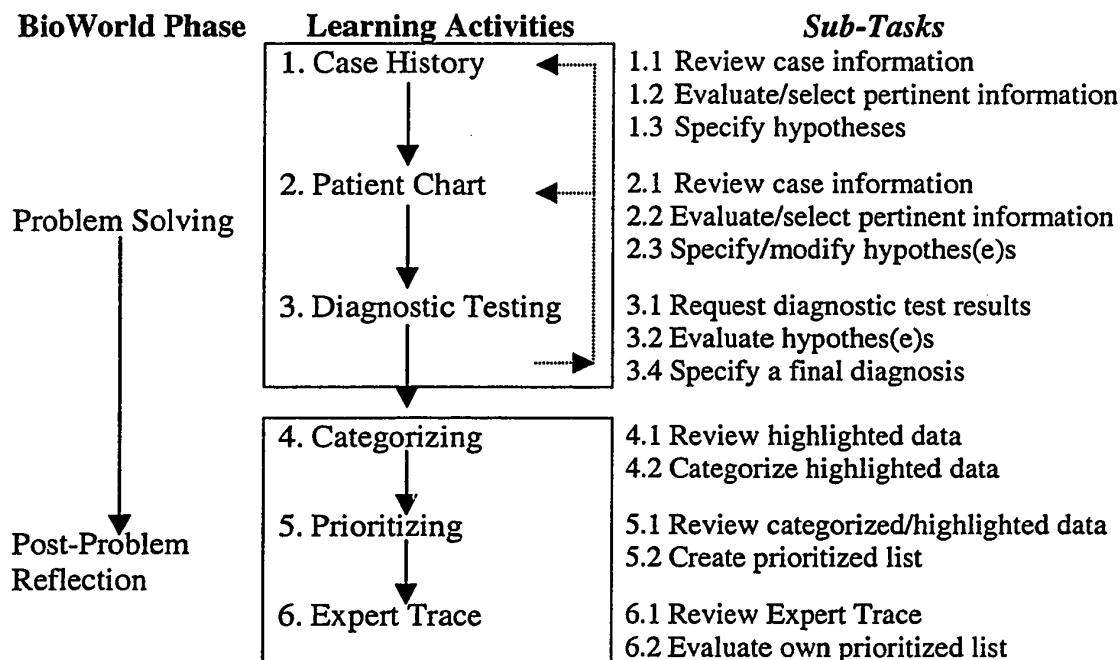 BioWorld Phase Learning Activities Sub-Tasks
1. Case History
1.1 Review case information
1.2 Evaluate/select pertinent information
1.3 Specify hypotheses
2. Patient Chart
2.1 Review case information
2.2 Evaluate/select pertinent information
2.3 Specify/modify hypothes(e)s
Problem Solving
3. Diagnostic Testing
3.1 Request diagnostic test results
3.2 Evaluate hypothes(e)s
3.4 Specify a final diagnosis
4. Categorizing
4.1 Review highlighted data
4.2 Categorize highlighted data
5. Prioritizing
5.1 Review categorized/highlighted data
5.2 Create prioritized list
Post-Problem
Reflection
6. Expert Trace
6.1 Review Expert Trace
6.2 Evaluate own prioritized list